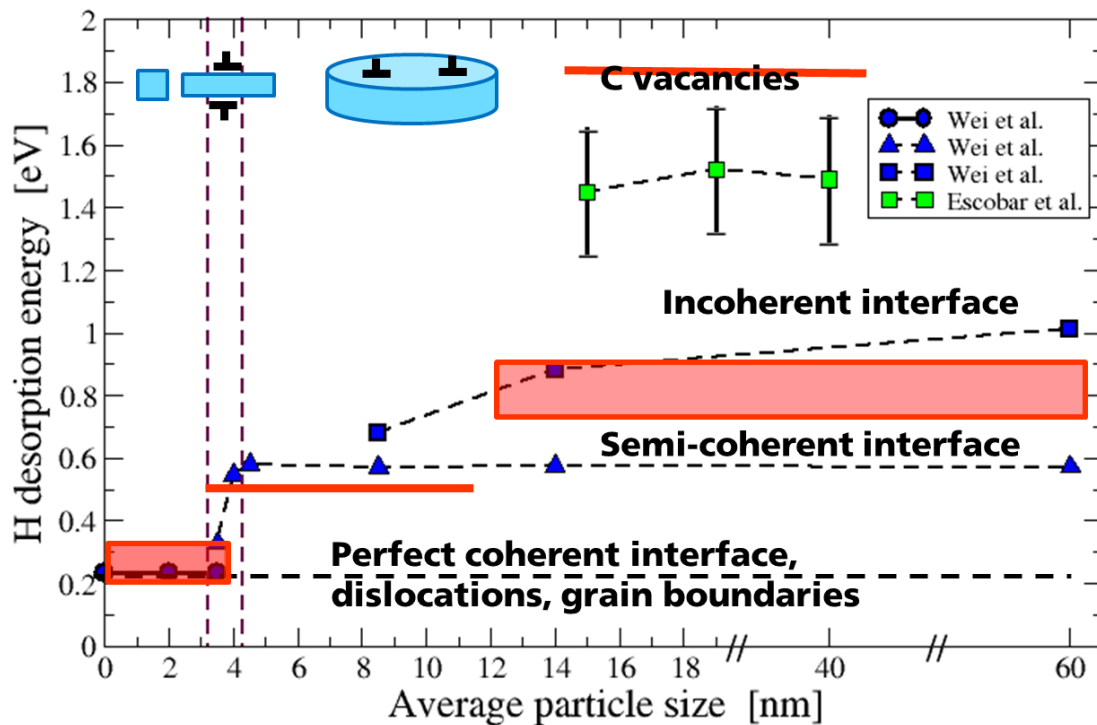 H desorption energy [eV]
2
1.8
1.6
1.4
1.2
1
0.8
0.6
0.4
0.2
0
C vacancies
Wei et al.
Wei et al.
Wei et al.
Escobar et al.
Incoherent interface
Semi-coherent interface
Perfect coherent interface,
dislocations, grain boundaries
0 2 4 6 8 10 12 14 16 18 // 40 // 60
Average particle size [nm]